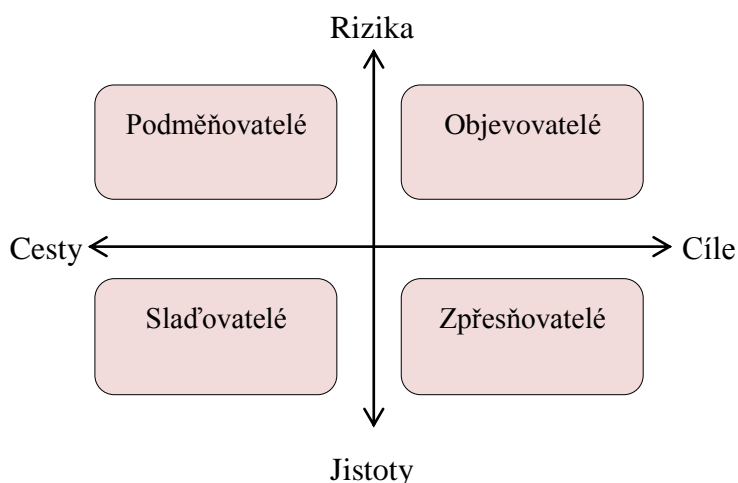 Rizika
Podměňovatelé
Objevovatelé
Cesty
Cíle
Slaďovatelé
Zpřesňovatelé
Jistoty